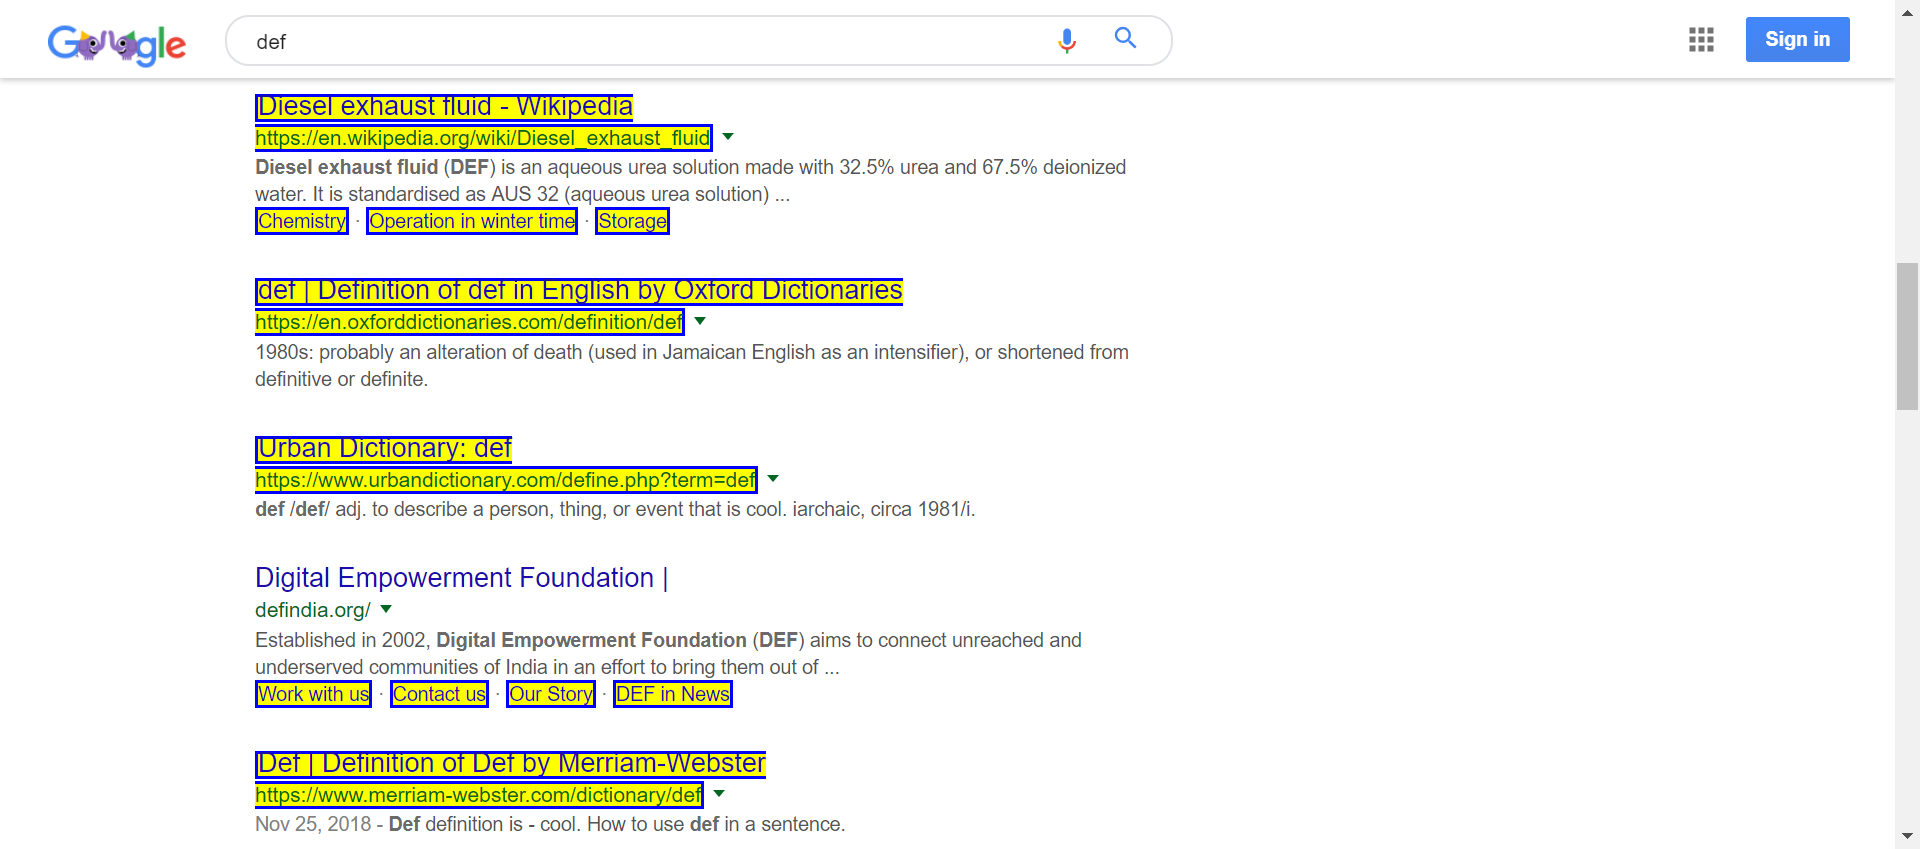 Google
def
Sign in
Diesel exhaust fluid - Wikipedia
https://en.wikipedia.org/wiki/Diesel_exhaust_fluid
Diesel exhaust fluid (DEF) is an aqueous urea solution made with 32.5% urea and 67.5% deionized
water. It is standardised as AUS 32 (aqueous urea solution) ...
Chemistry · Operation in winter time · Storage
def | Definition of def in English by Oxford Dictionaries
https://en.oxforddictionaries.com/definition/def
1980s: probably an alteration of death (used in Jamaican English as an intensifier), or shortened from
definitive or definite.
Urban Dictionary: def
https://www.urbandictionary.com/define.php?term=def
def /def/ adj. to describe a person, thing, or event that is cool. iarchaic, circa 1981/i.
Digital Empowerment Foundation |
defindia.org/
Established in 2002, Digital Empowerment Foundation (DEF) aims to connect unreached and
underserved communities of India in an effort to bring them out of ...
Work with us · Contact us · Our Story · DEF in News
Def | Definition of Def by Merriam-Webster
https://www.merriam-webster.com/dictionary/def
Nov 25, 2018 - Def definition is - cool. How to use def in a sentence.